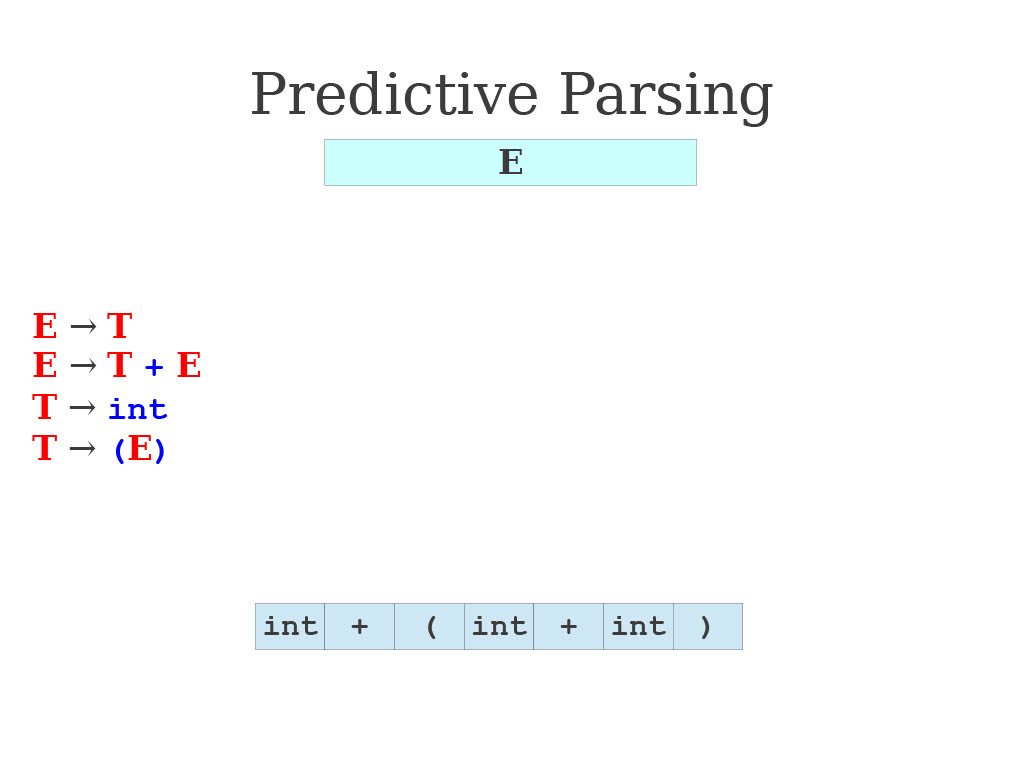 Predictive Parsing
E
E → T
E → T + E
T → int
T → (E)
int + ( int + int )